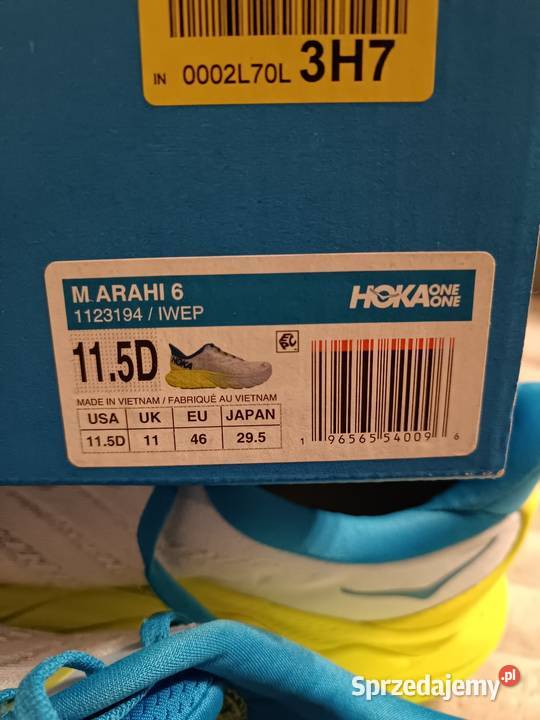 IN 0002L70L 3H7
M ARAHI 6
1123194 / IWEP
HOKA ONE ONE
11.5D
HOKA
MADE IN VIETNAM / FABRIQUÉ AU VIETNAM
USA UK EU JAPAN
11.5D 11 46 29.5
1 96565 54009 6
Sprzedajemy.pl